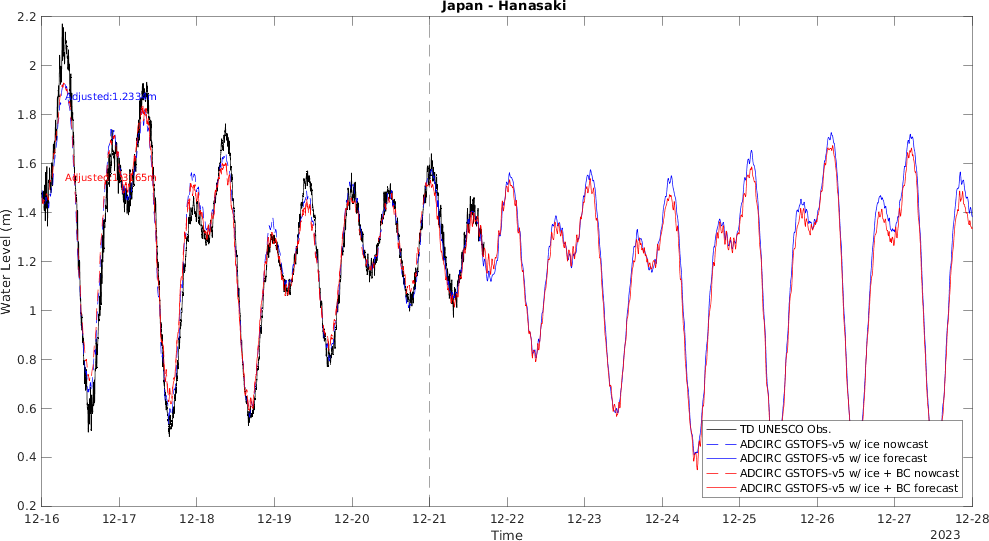 Japan - Hanasaki
Water Level (m)
2.2
2
1.8
1.6
1.4
1.2
1
0.8
0.6
0.4
0.2
TD UNESCO Obs.
ADCIRC GSTOFS-v5 w/ ice nowcast
ADCIRC GSTOFS-v5 w/ ice forecast
ADCIRC GSTOFS-v5 w/ ice + BC nowcast
ADCIRC GSTOFS-v5 w/ ice + BC forecast
12-16 12-17 12-18 12-19 12-20 12-21 12-22 12-23 12-24 12-25 12-26 12-27 12-28
Time
2023